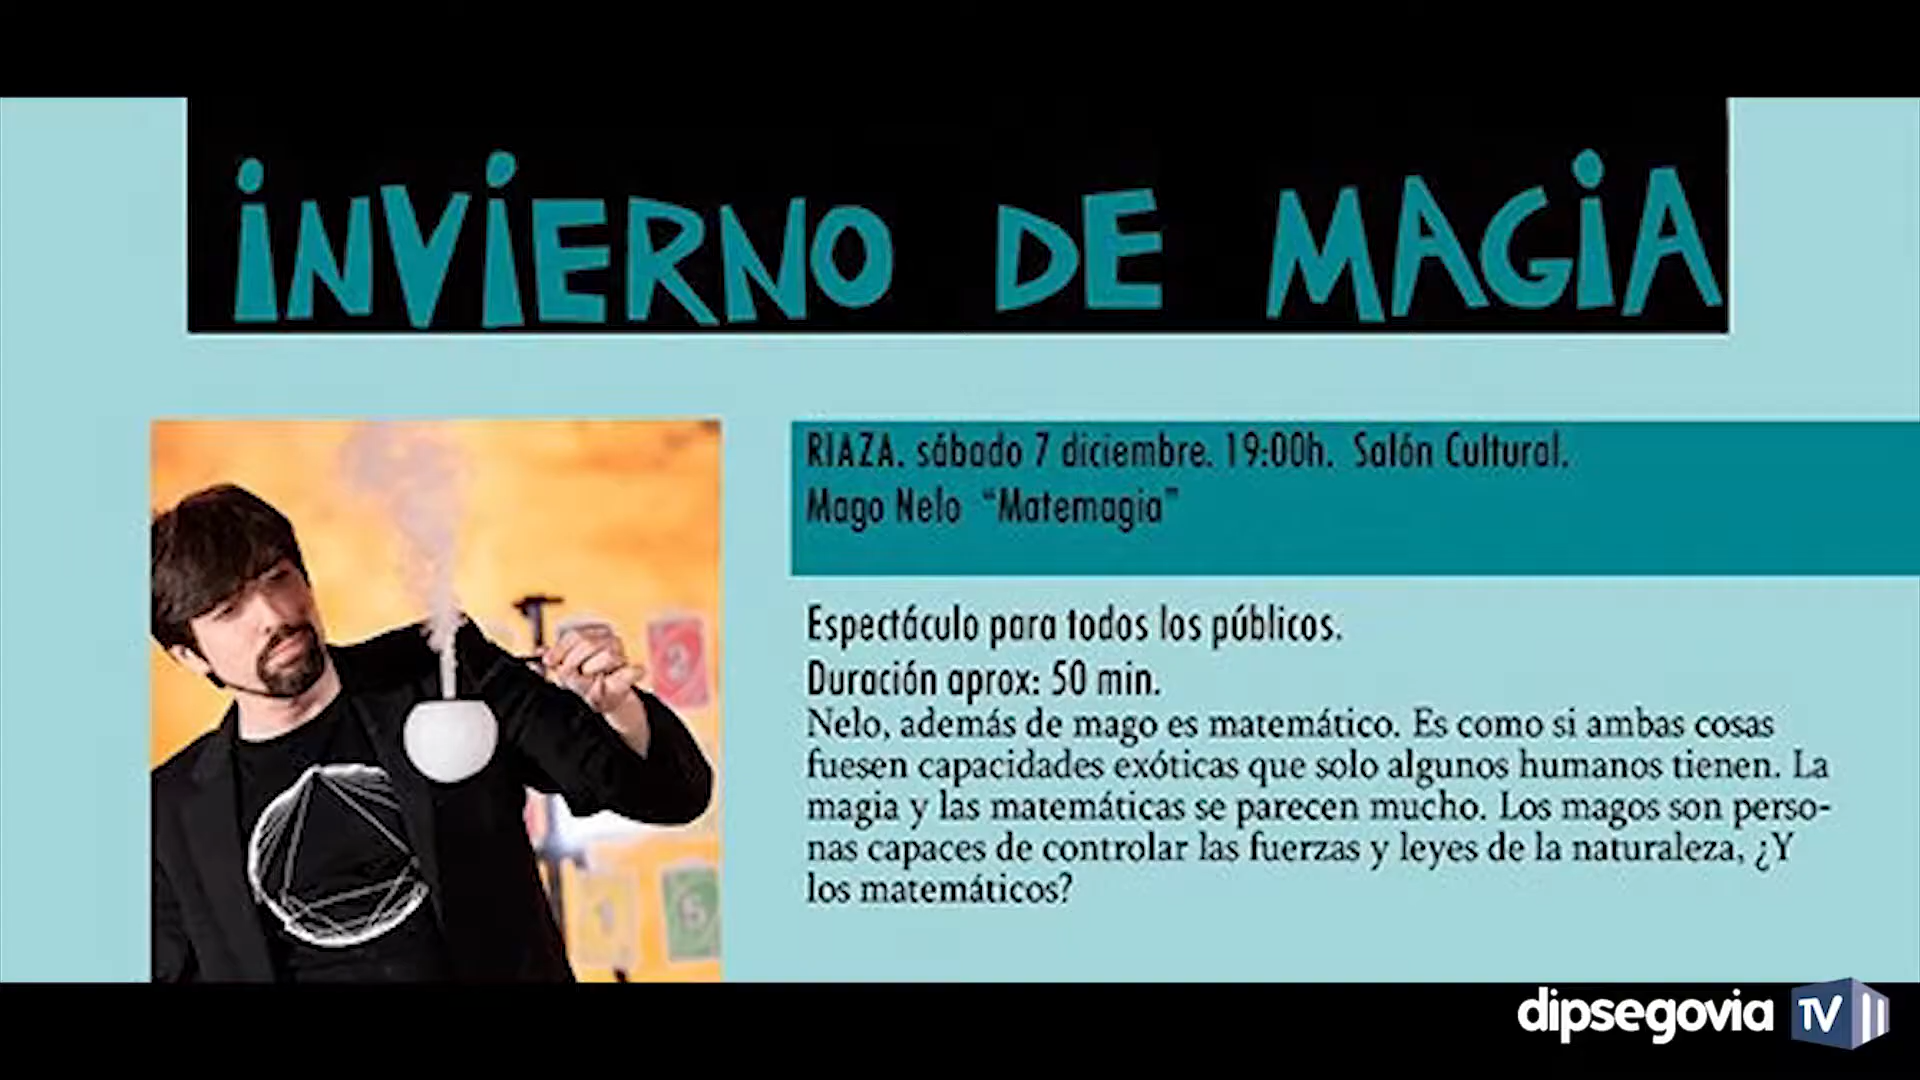 INVIERNO DE MAGIA
RIAZA. sábado 7 diciembre. 19:00h. Salón Cultural.
Mago Nelo “Matemagia”
Espectáculo para todos los públicos.
Duración aprox: 50 min.
Nelo, además de mago es matemático. Es como si ambas cosas
fuesen capacidades exóticas que solo algunos humanos tienen. La
magia y las matemáticas se parecen mucho. Los magos son perso-
nas capaces de controlar las fuerzas y leyes de la naturaleza, ¿Y
los matemáticos?
2
1
5
dipsegovia TV